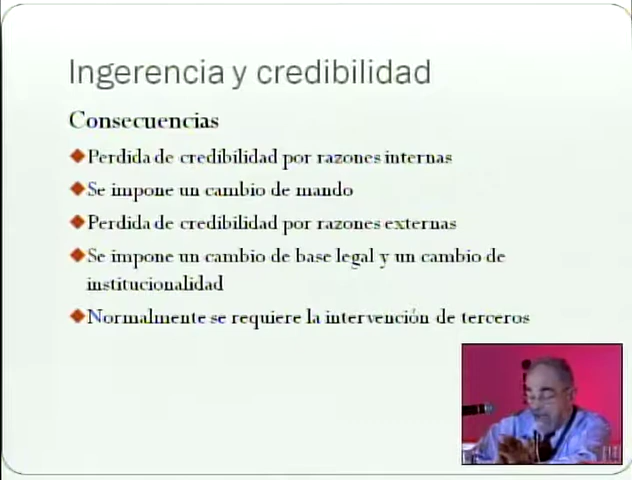 Ingerencia y credibilidad
Consecuencias
Perdida de credibilidad por razones internas
Se impone un cambio de mando
Perdida de credibilidad por razones externas
Se impone un cambio de base legal y un cambio de
institucionalidad
Normalmente se requiere la intervención de terceros